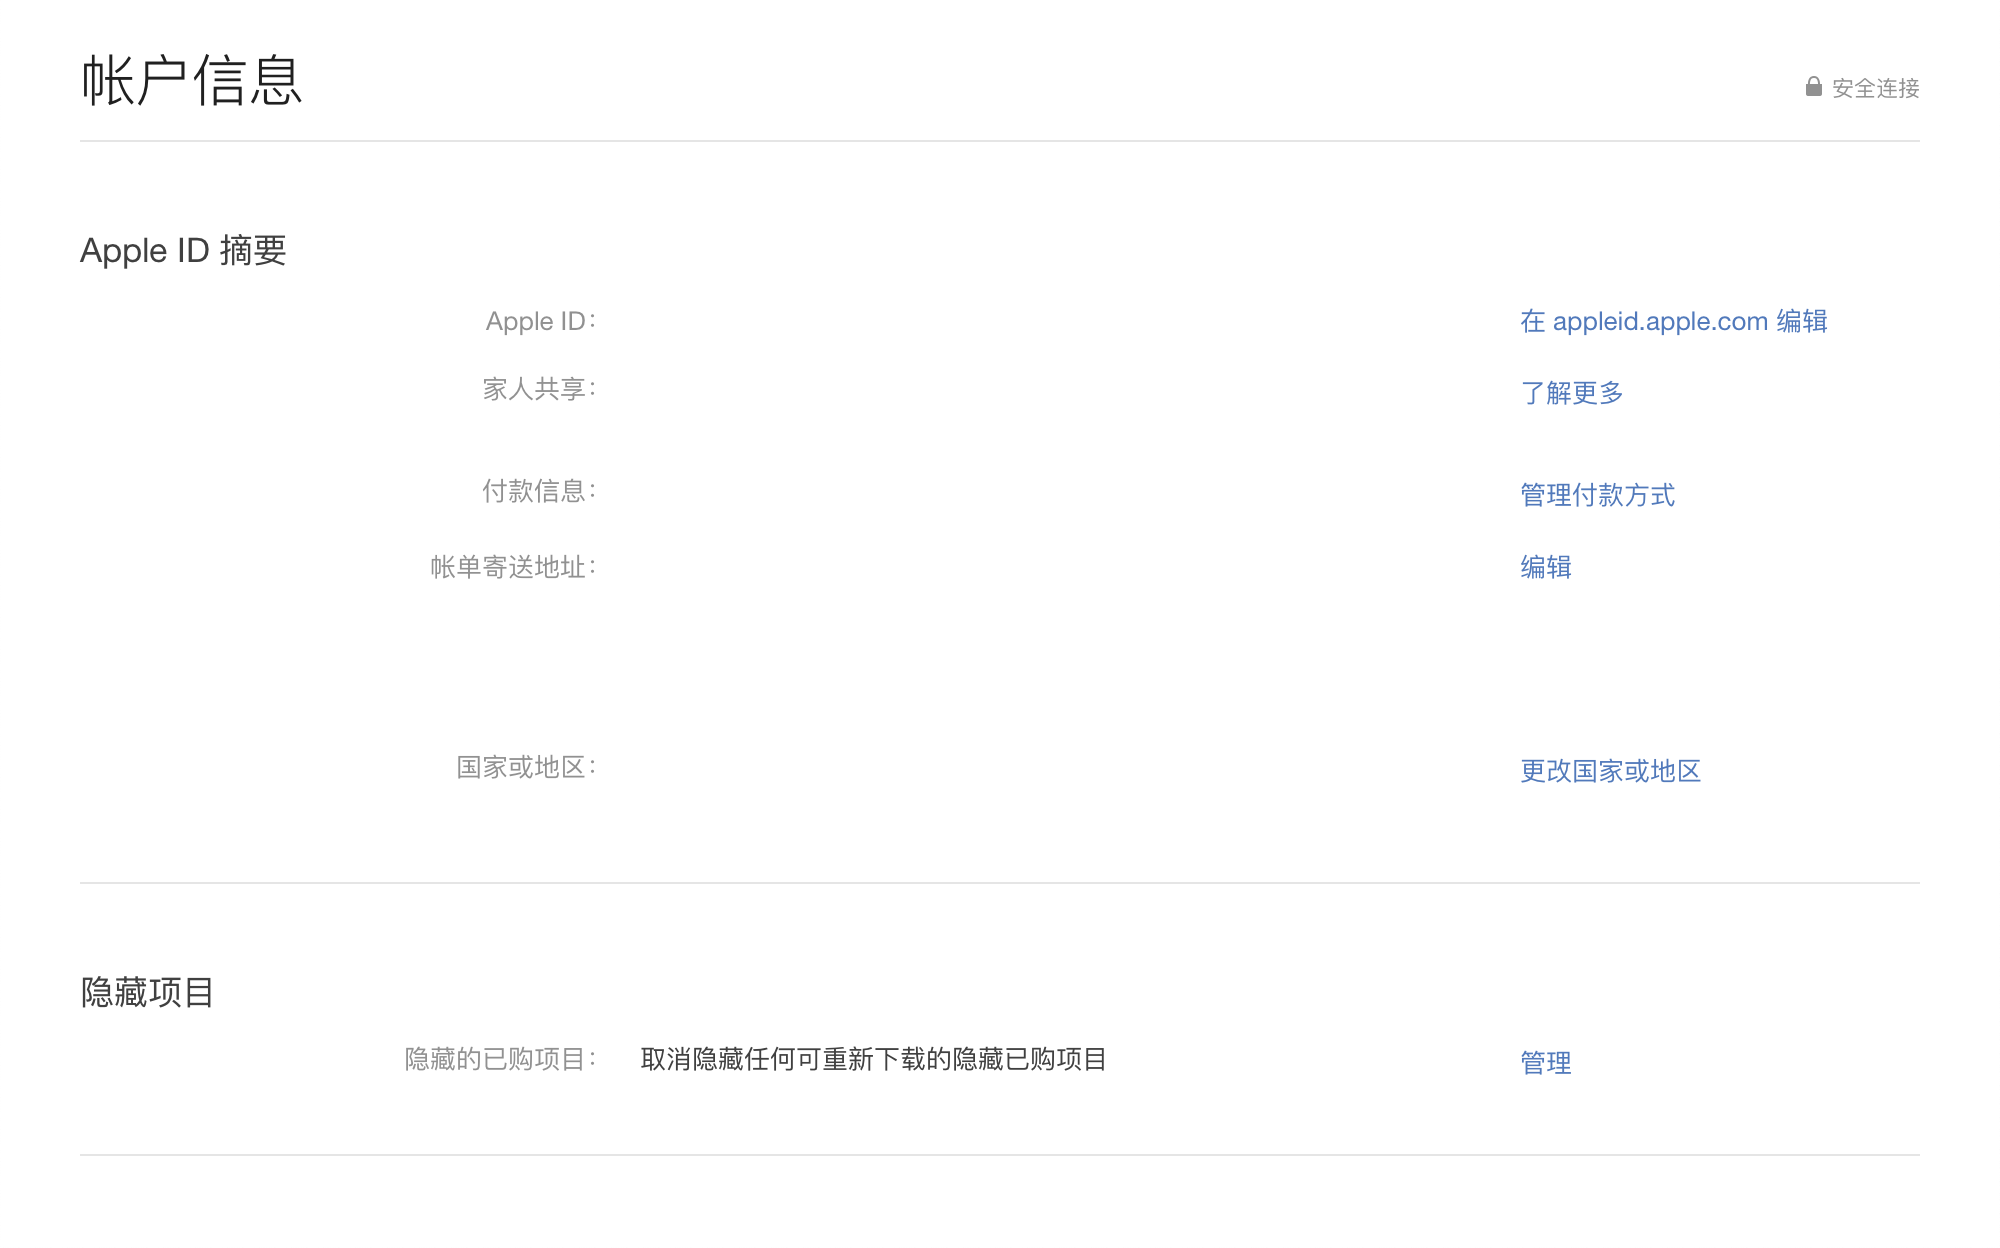 帐户信息
安全连接
Apple ID 摘要
Apple ID： 在 appleid.apple.com 编辑
家人共享： 了解更多
付款信息： 管理付款方式
帐单寄送地址： 编辑
国家或地区： 更改国家或地区
隐藏项目
隐藏的已购项目： 取消隐藏任何可重新下载的隐藏已购项目 管理